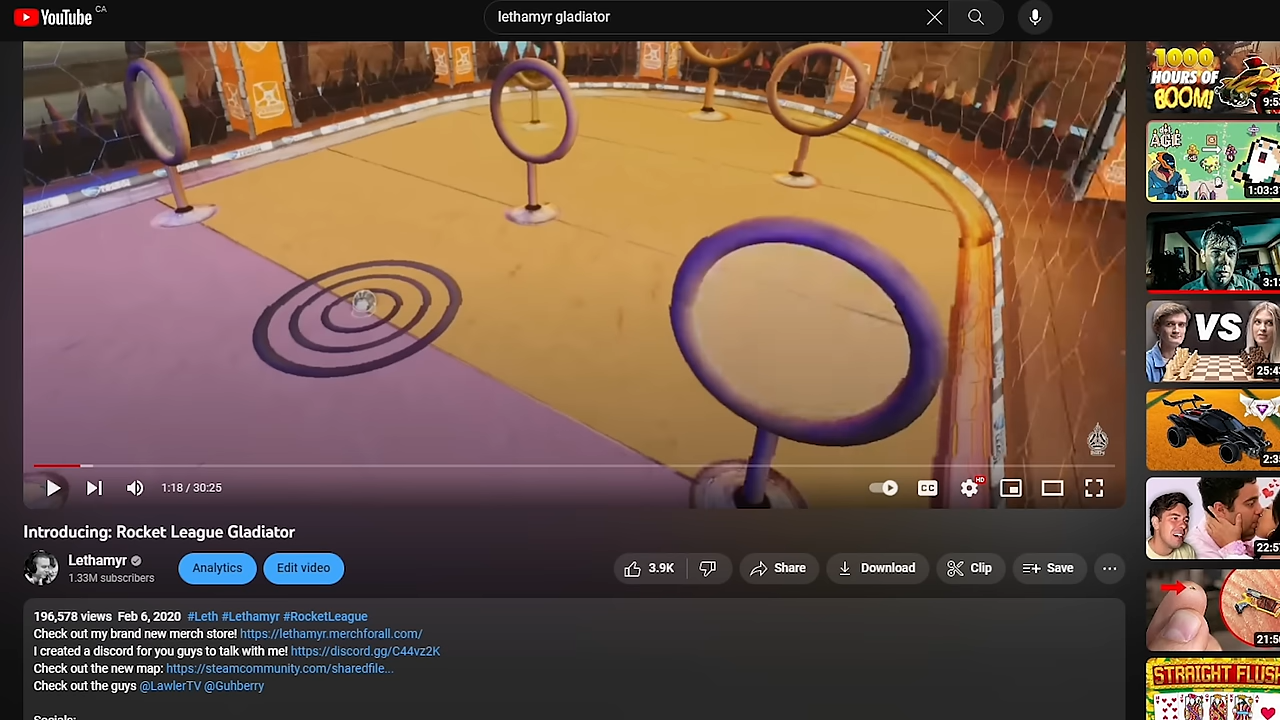 YouTube CA
lethamyr gladiator
1000
HOURS OF
BOOM!
9:5
AGE
1:03:3
3:1
VS
25:4
2:3
22:5
21:5
STRAIGHT FLUSH
1:18 / 30:25
CC
HD
Introducing: Rocket League Gladiator
Lethamyr
1.33M subscribers
Analytics
Edit video
3.9K
Share
Download
Clip
Save
196,578 views Feb 6, 2020 #Leth #Lethamyr #RocketLeague
Check out my brand new merch store! https://lethamyr.merchforall.com/
I created a discord for you guys to talk with me! https://discord.gg/C44vz2K
Check out the new map: https://steamcommunity.com/sharedfile...
Check out the guys @LawlerTV @Guhberry
Socials: